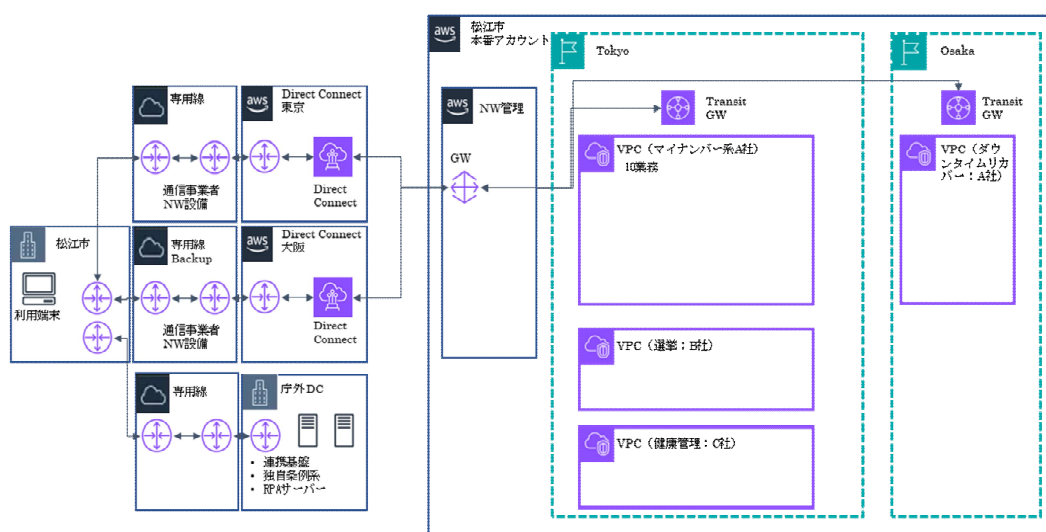 aws
松江市
本番アカウント
Tokyo
Osaka
専用線
aws
Direct Connect
東京
aws
NW管理
Transit
GW
Transit
GW
GW
通信事業者
NW設備
Direct
Connect
VPC（マイナンバー系A社）
10業務
VPC（ダウ
ンタイムリカ
バー：A社）
松江市
利用端末
専用線
Backup
aws
Direct Connect
大阪
通信事業者
NW設備
Direct
Connect
VPC（選挙：B社）
専用線
庁外DC
• 連携基盤
• 独自条例系
• RPAサーバー
VPC（健康管理：C社）